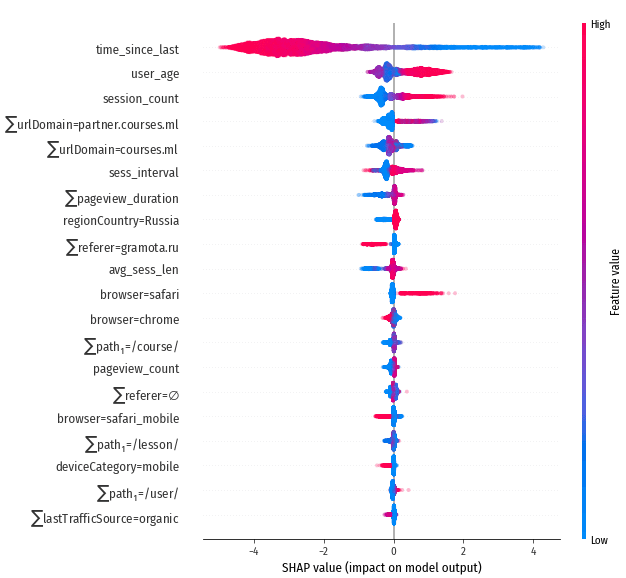 High
time_since_last
user_age
session_count
∑urlDomain=partner.courses.ml
∑urlDomain=courses.ml
sess_interval
∑pageview_duration
regionCountry=Russia
∑referer=gramota.ru
avg_sess_len
browser=safari
browser=chrome
∑path₁=/course/
pageview_count
∑referer=∅
browser=safari_mobile
∑path₁=/lesson/
deviceCategory=mobile
∑path₁=/user/
∑lastTrafficSource=organic
Feature value
Low
−4 −2 0 2 4
SHAP value (impact on model output)